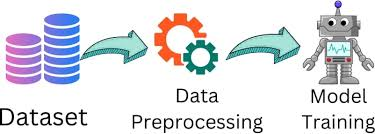 Dataset
Data
Preprocessing
Model
Training